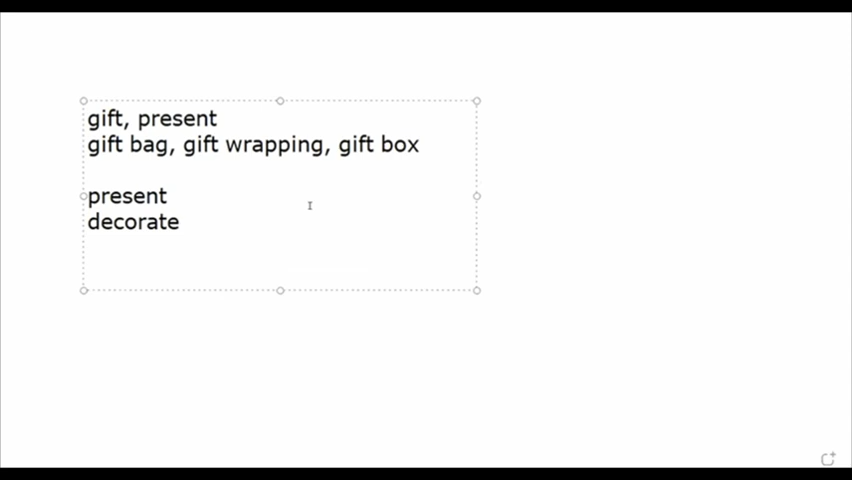 gift, present
gift bag, gift wrapping, gift box
present
decorate